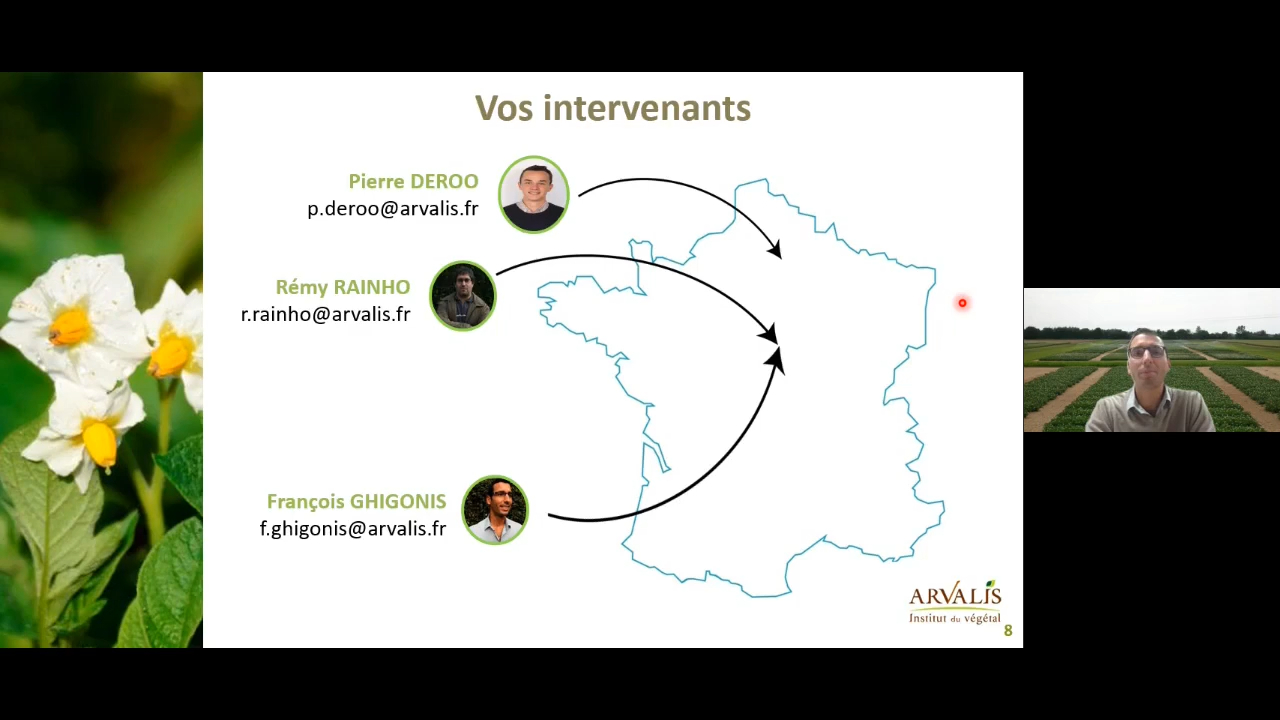 Vos intervenants
Pierre DEROO
p.deroo@arvalis.fr
Rémy RAINHO
r.rainho@arvalis.fr
François GHIGONIS
f.ghigonis@arvalis.fr
ARVALIS
Institut du végétal
8